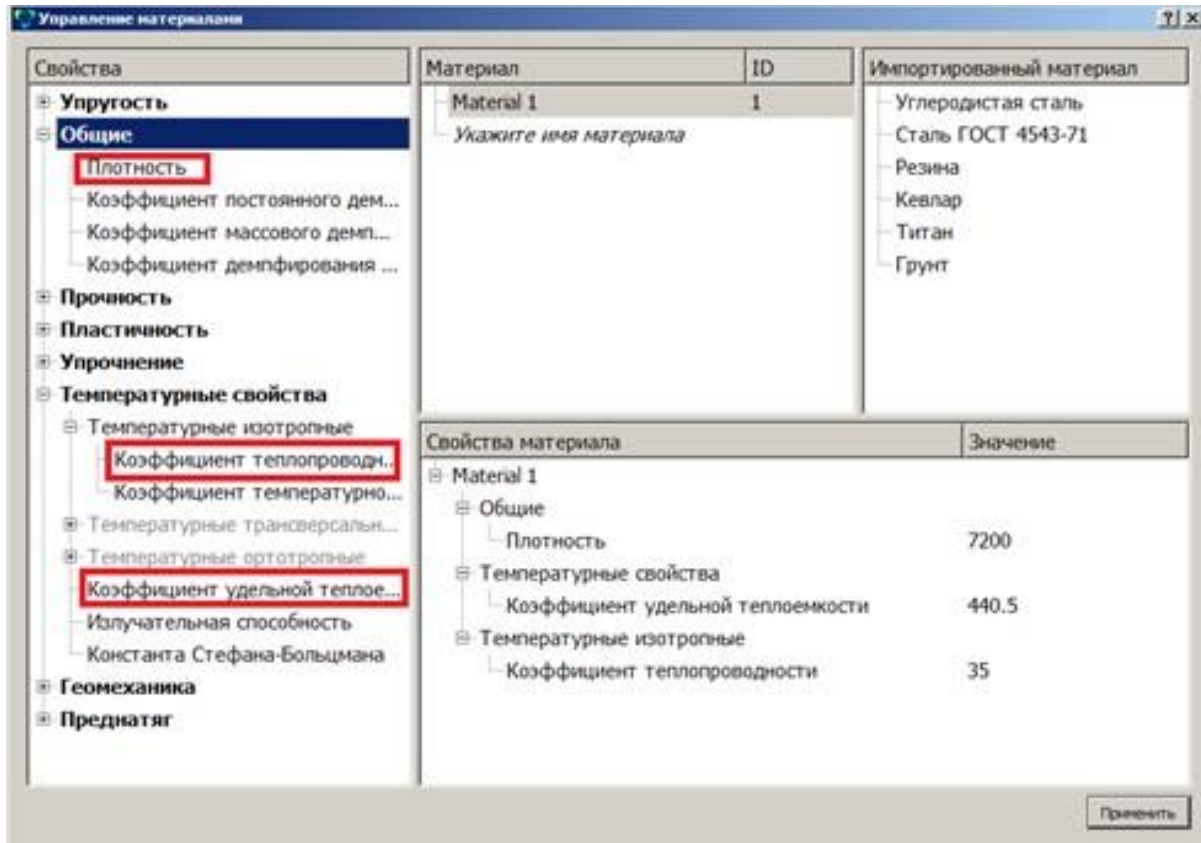 Управление материалами
Свойства
Упругость
Общие
Плотность
Коэффициент постоянного дем...
Коэффициент массового демп...
Коэффициент демпфирования ...
Прочность
Пластичность
Упрочнение
Температурные свойства
Температурные изотропные
Коэффициент теплопроводн...
Коэффициент температурно...
Температурные трансверсальн...
Температурные ортотропные
Коэффициент удельной теплое...
Излучательная способность
Константа Стефана-Больцмана
Геомеханика
Преднатяг
Материал ID
Material 1 1
Укажите имя материала
Импортированный материал
Углеродистая сталь
Сталь ГОСТ 4543-71
Резина
Кевлар
Титан
Грунт
Свойства материала Значение
Material 1
Общие
Плотность 7200
Температурные свойства
Коэффициент удельной теплоемкости 440.5
Температурные изотропные
Коэффициент теплопроводности 35
Применить